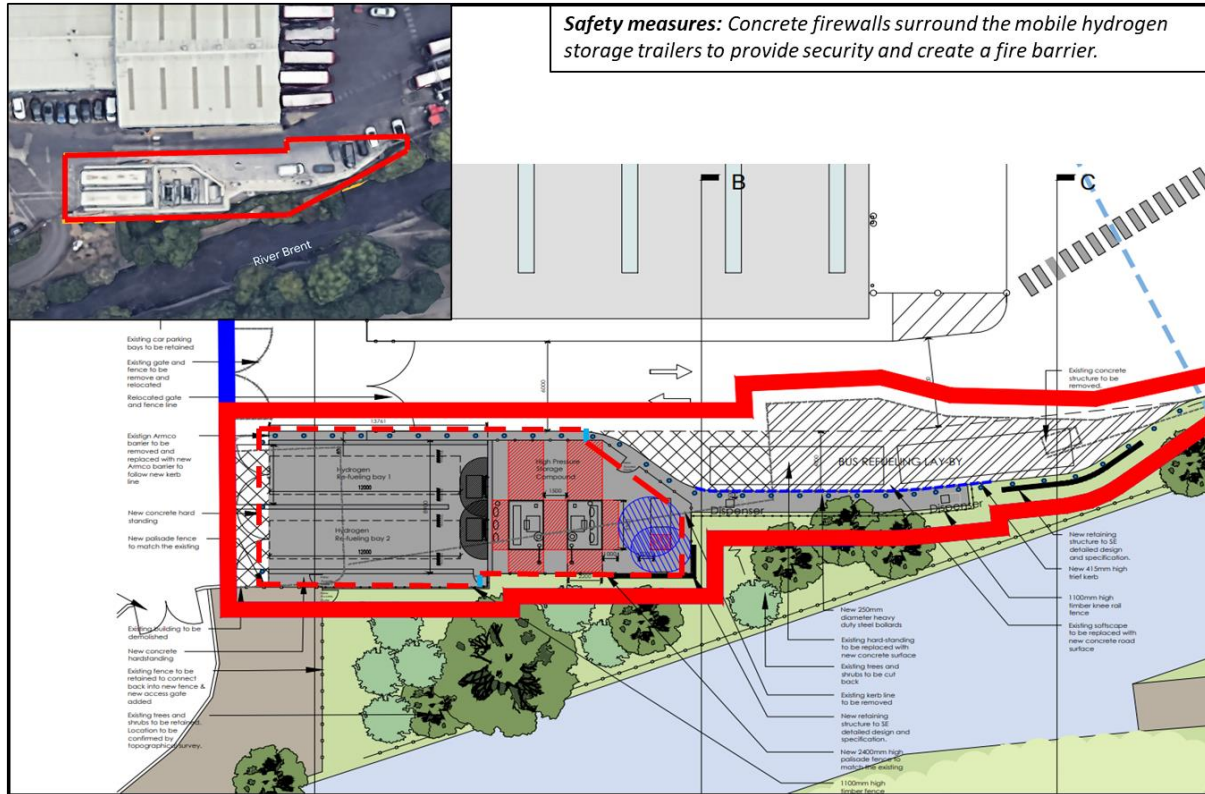 Safety measures: Concrete firewalls surround the mobile hydrogen
storage trailers to provide security and create a fire barrier.
River Brent
B
C
Existing car parking
bays to be retained
Existing gate and
fence to be
remove and
relocated
Relocated gate
and fence line
Existign Armco
barrier to be
removed and
replaced with new
Armco barrier to
follow new kerb
line
New concrete hard
standing
New palisade fence
to match the existing
Existing building to be
demolished
New concrete
hardstanding
Existing fence to be
retained to connect
back into new fence &
new access gate
added
Existing trees and
shrubs to be retained.
Location to be
confirmed by
topographical survey.
6000
13761
Hydrogen
Re-fueling bay 1
12000
Hydrogen
Re-fueling bay 2
12000
High Pressure
Storage
Compound
1500
BUS REFUELING LAY-BY
Dispenser
Dispenser
Existing concrete
structure to be
removed.
New retaining
structure to SE
detailed design
and specification.
New 415mm high
trief kerb
1100mm high
timber knee rail
fence
Existing softscape
to be replaced with
new concrete road
surface
New 250mm
diameter heavy
duty steel bollards
Existing hard-standing
to be replaced with
new concrete surface
Existing trees and
shrubs to be cut
back
Existing kerb line
to be removed
New retaining
structure to SE
detailed design and
specification.
New 2400mm high
palisade fence to
match the existing
1100mm high
timber fence